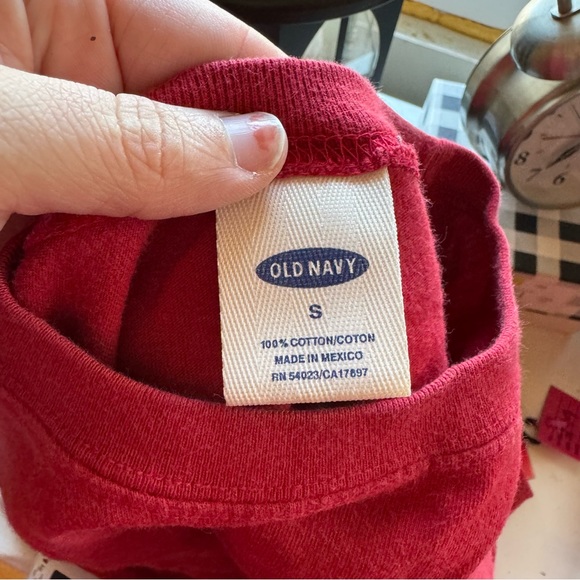 OLD NAVY
S
100% COTTON/COTON
MADE IN MEXICO
RN 54023/CA17897